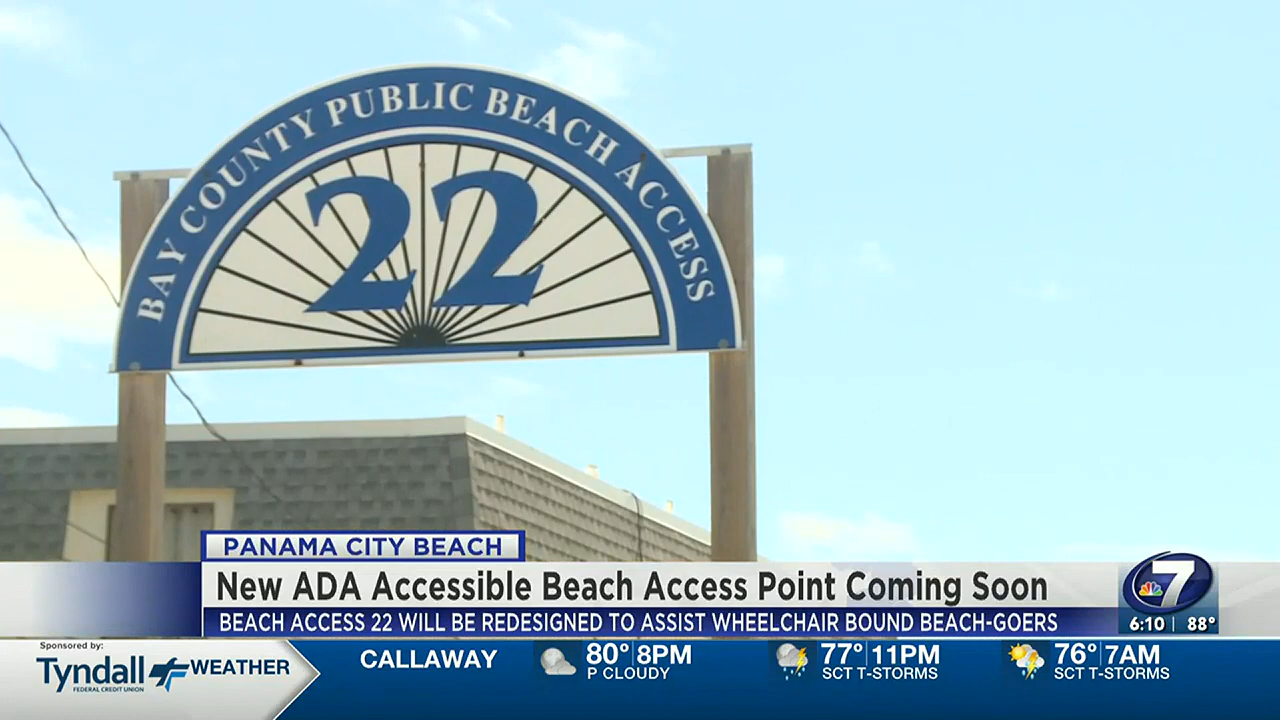 BAY COUNTY PUBLIC BEACH ACCESS
22
PANAMA CITY BEACH
New ADA Accessible Beach Access Point Coming Soon
BEACH ACCESS 22 WILL BE REDESIGNED TO ASSIST WHEELCHAIR BOUND BEACH-GOERS
7
6:10 88°
Sponsored by:
Tyndall WEATHER
FEDERAL CREDIT UNION
CALLAWAY
80° 8PM
P CLOUDY
77° 11PM
SCT T-STORMS
76° 7AM
SCT T-STORMS